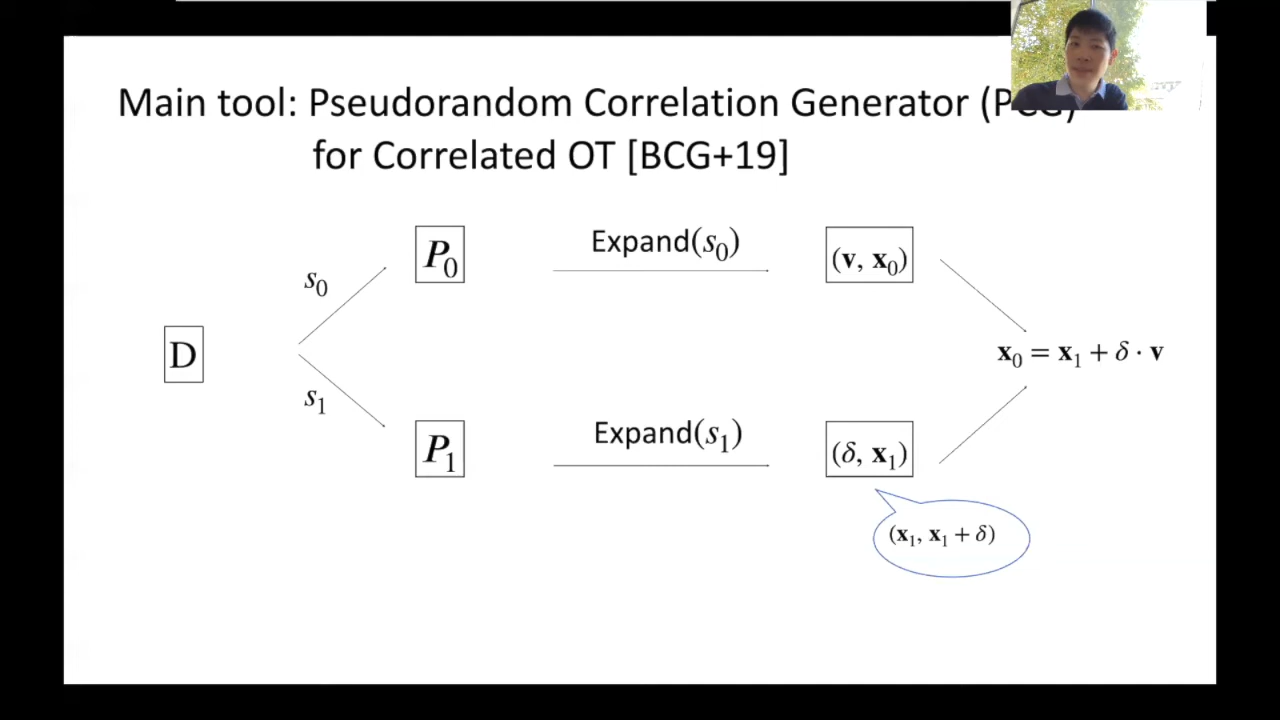 Main tool: Pseudorandom Correlation Generator (PCG)
for Correlated OT [BCG+19]
D
s₀
s₁
P₀
Expand(s₀)
(v, x₀)
x₀ = x₁ + δ · v
P₁
Expand(s₁)
(δ, x₁)
(x₁, x₁ + δ)